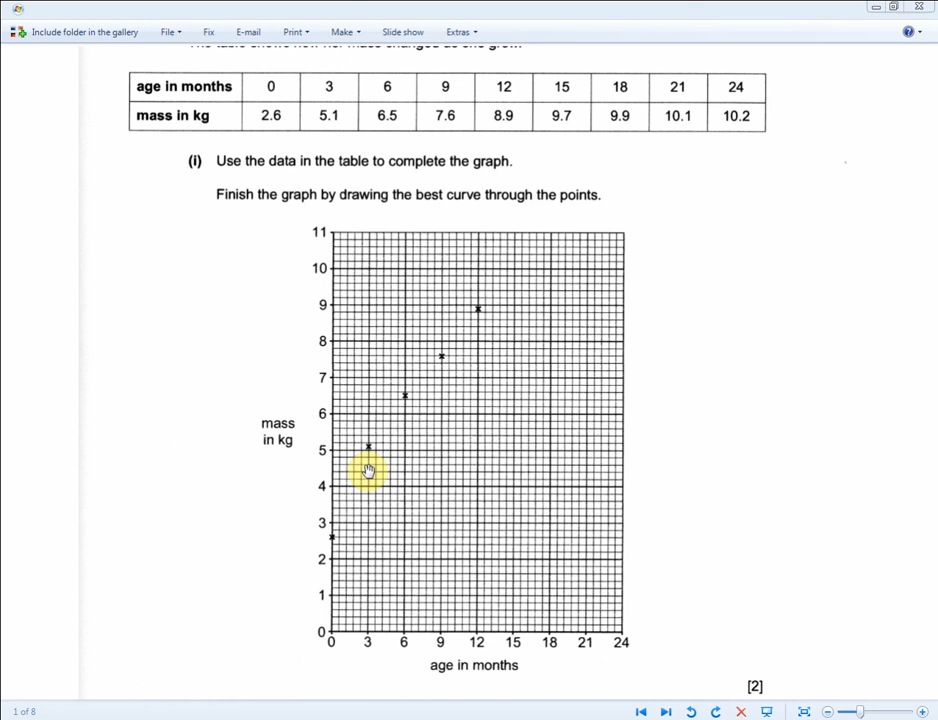 Include folder in the gallery File Fix E-mail Print Make Slide show Extras
age in months 0 3 6 9 12 15 18 21 24
mass in kg 2.6 5.1 6.5 7.6 8.9 9.7 9.9 10.1 10.2
(i) Use the data in the table to complete the graph.
Finish the graph by drawing the best curve through the points.
11
10
9
8
7
6
mass
in kg
5
4
3
2
1
0
0 3 6 9 12 15 18 21 24
age in months
[2]
1 of 8